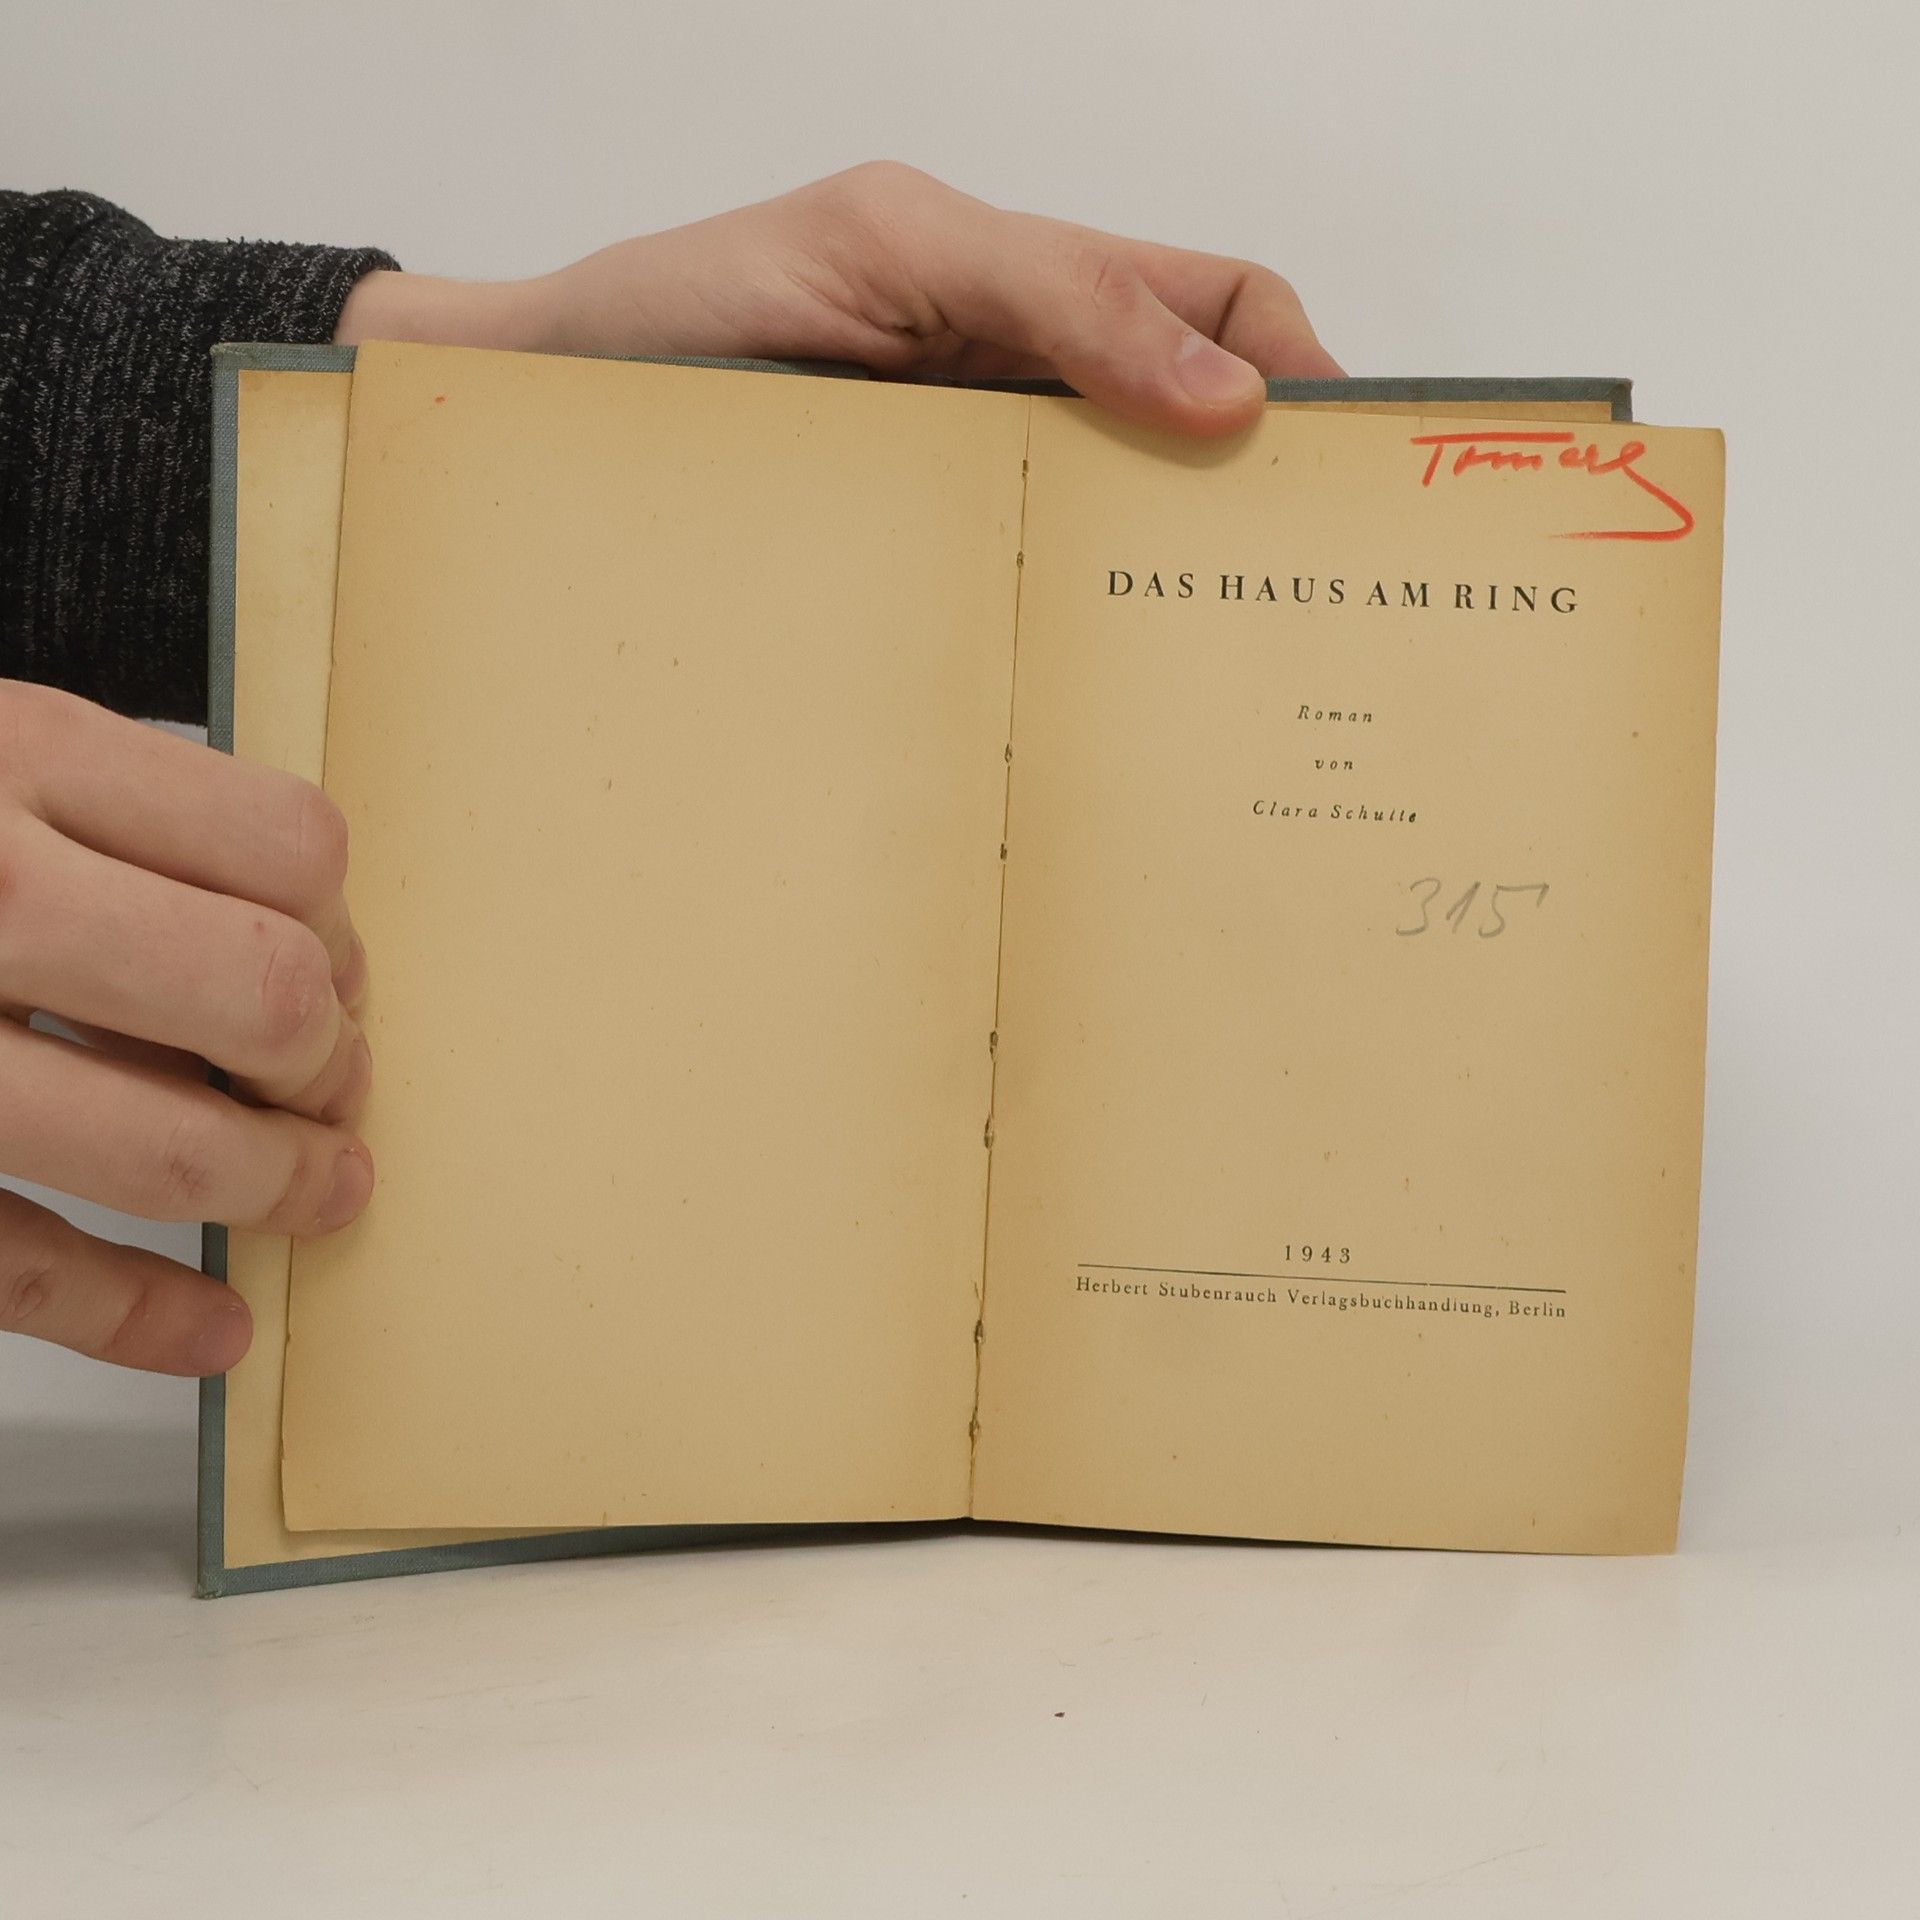 DAS HAUS AM RING
Roman
von
Clara Schulte
315
1943
Herbert Stubenrauch Verlagsbuchhandlung, Berlin